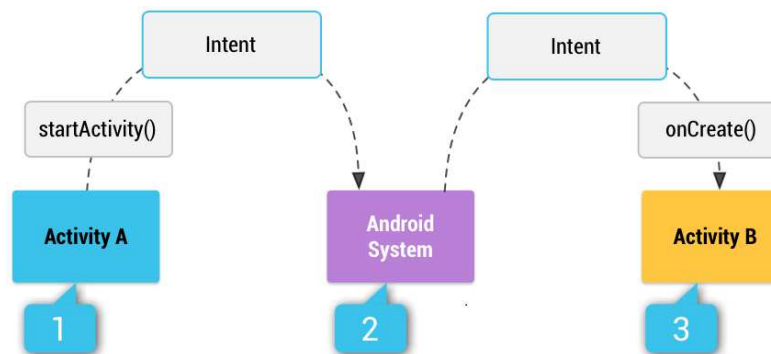 Intent
Intent
startActivity()
onCreate()
Activity A
Android
System
Activity B
1
2
3